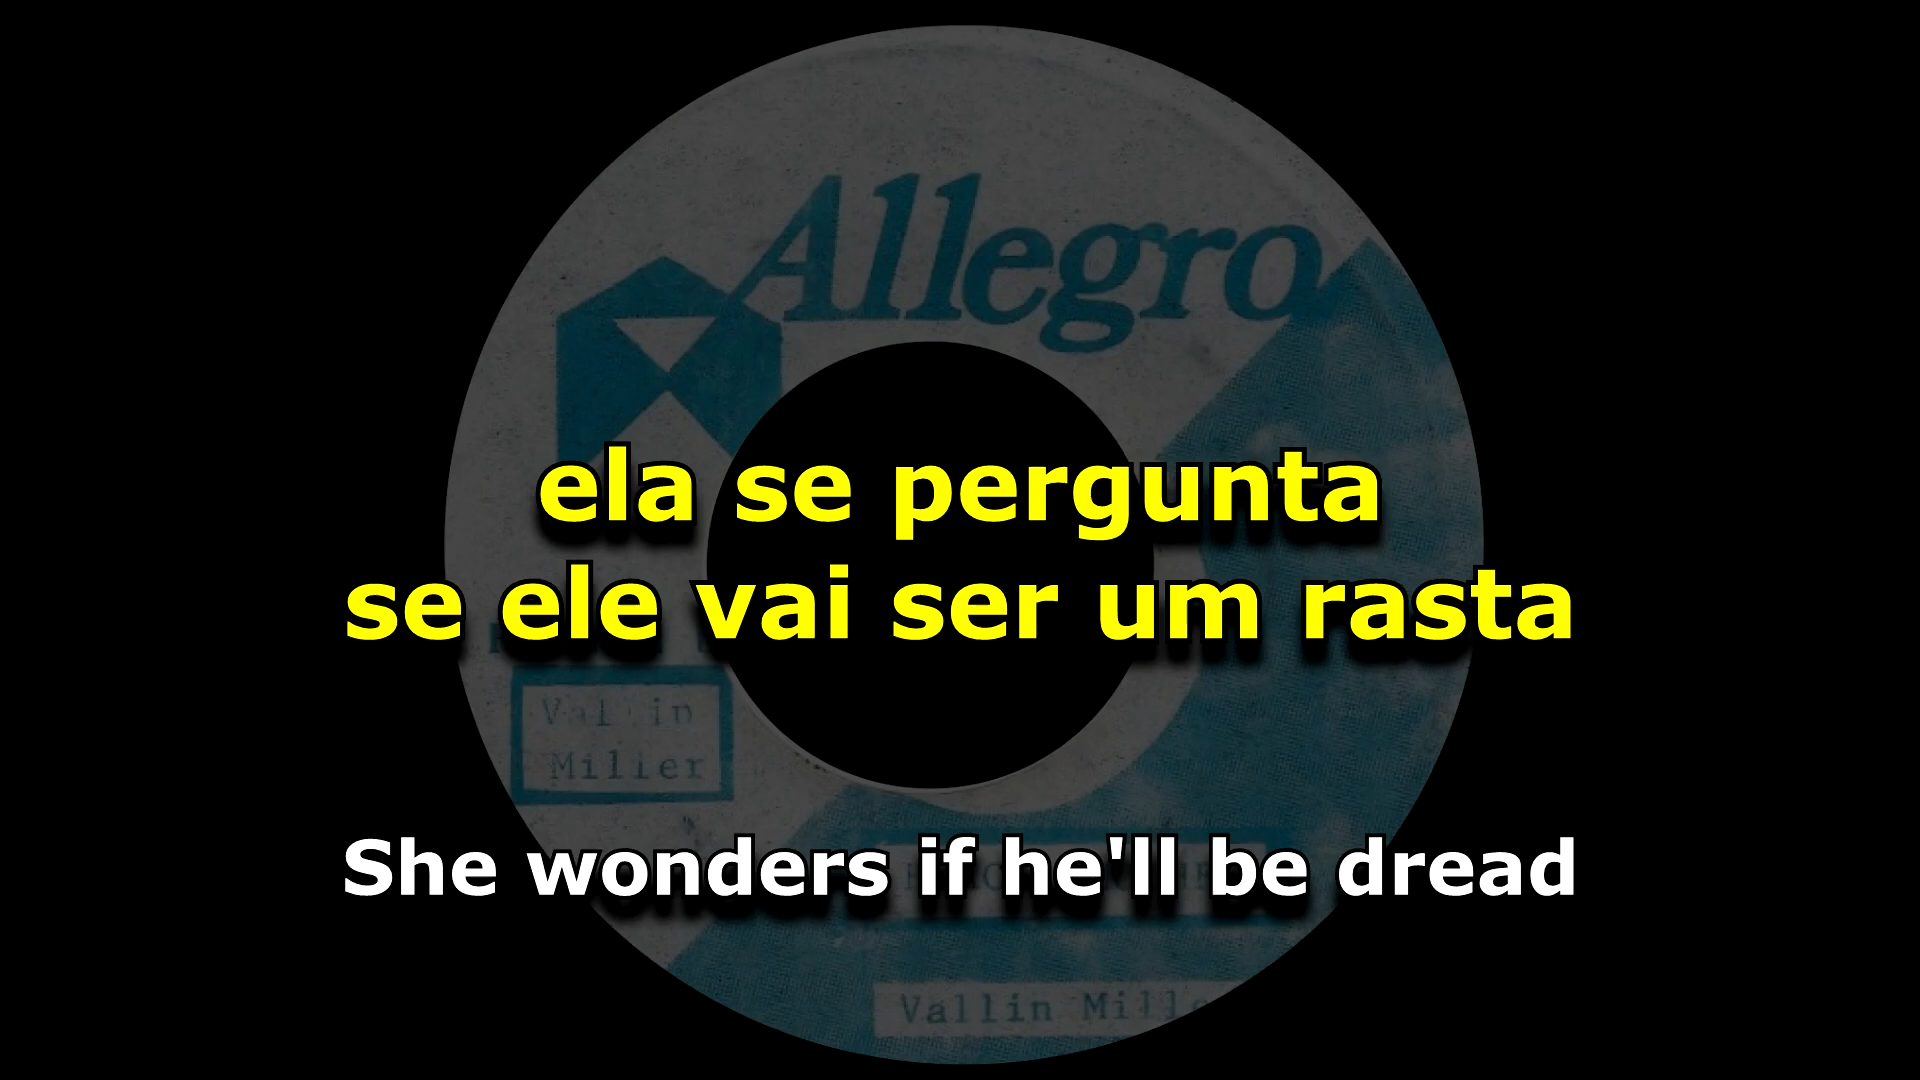 Allegro
ela se pergunta
se ele vai ser um rasta
Vallin
Miller
She wonders if he'll be dread
Vallin